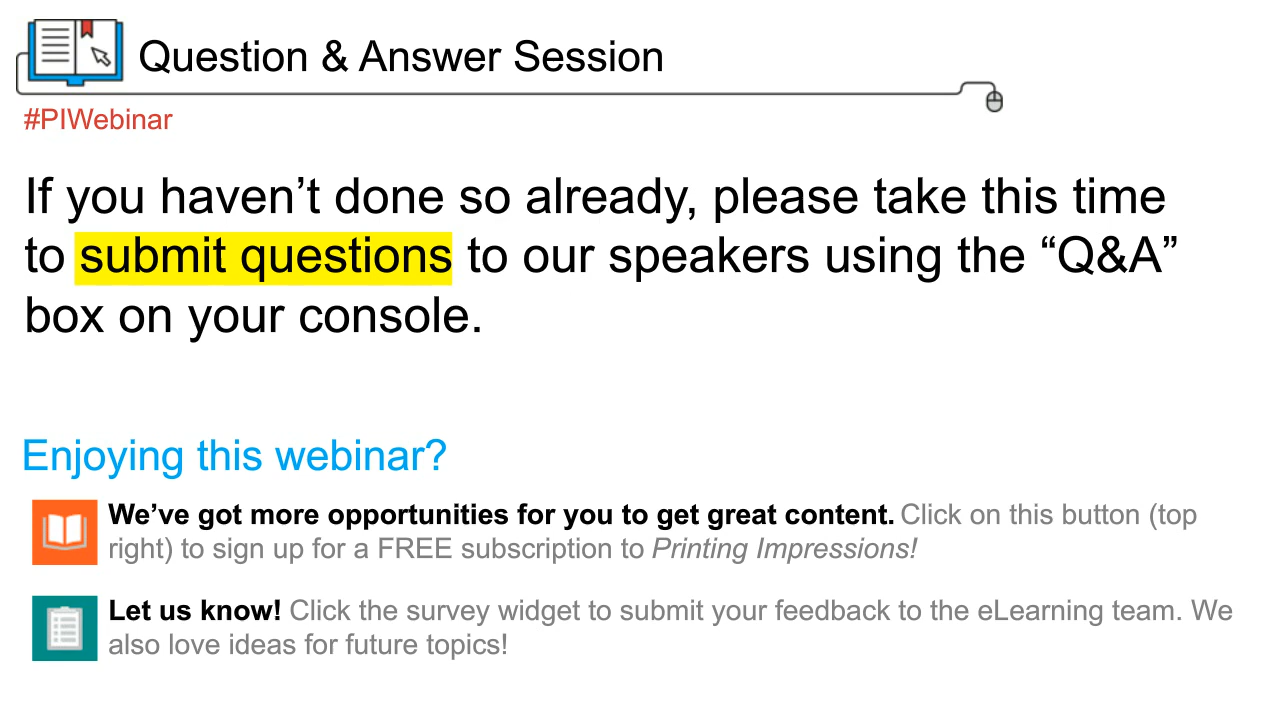 Question & Answer Session
#PIWebinar
If you haven’t done so already, please take this time
to submit questions to our speakers using the “Q&A”
box on your console.
Enjoying this webinar?
We’ve got more opportunities for you to get great content. Click on this button (top
right) to sign up for a FREE subscription to Printing Impressions!
Let us know! Click the survey widget to submit your feedback to the eLearning team. We
also love ideas for future topics!